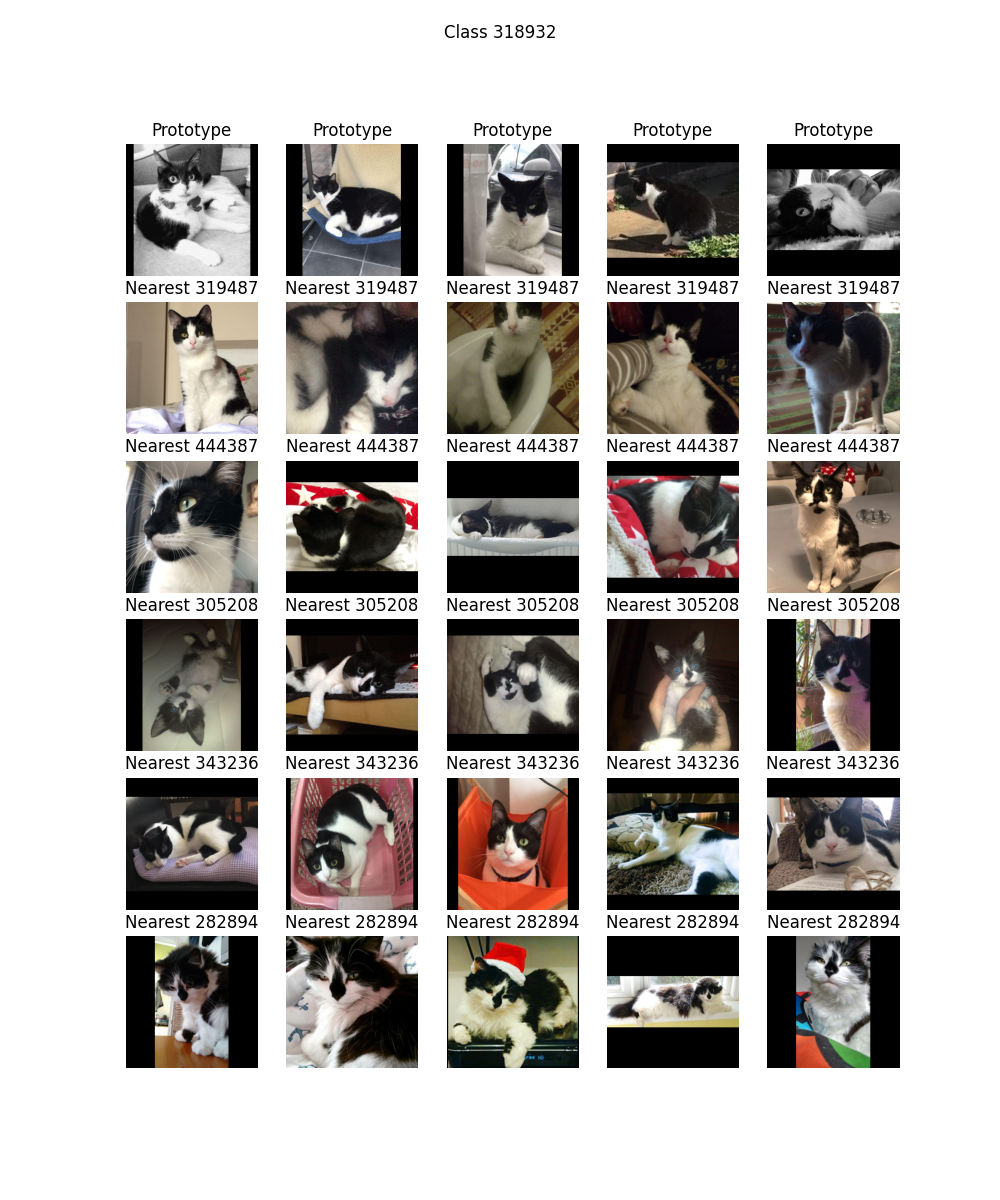 Class 318932
Prototype Prototype Prototype Prototype Prototype
Nearest 319487 Nearest 319487 Nearest 319487 Nearest 319487 Nearest 319487
Nearest 444387 Nearest 444387 Nearest 444387 Nearest 444387 Nearest 444387
Nearest 305208 Nearest 305208 Nearest 305208 Nearest 305208 Nearest 305208
Nearest 343236 Nearest 343236 Nearest 343236 Nearest 343236 Nearest 343236
Nearest 282894 Nearest 282894 Nearest 282894 Nearest 282894 Nearest 282894